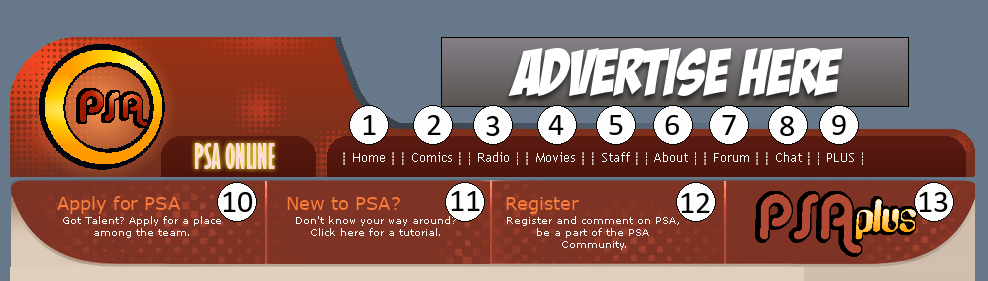 PSA
ADVERTISE HERE
1 2 3 4 5 6 7 8 9
PSA ONLINE
¦ Home ¦ ¦ Comics ¦ ¦ Radio ¦ ¦ Movies ¦ ¦ Staff ¦ ¦ About ¦ ¦ Forum ¦ ¦ Chat ¦ ¦ PLUS ¦
Apply for PSA 10
Got Talent? Apply for a place
among the team.
New to PSA? 11
Don't know your way around?
Click here for a tutorial.
Register 12
Register and comment on PSA,
be a part of the PSA
Community.
PSA plus 13